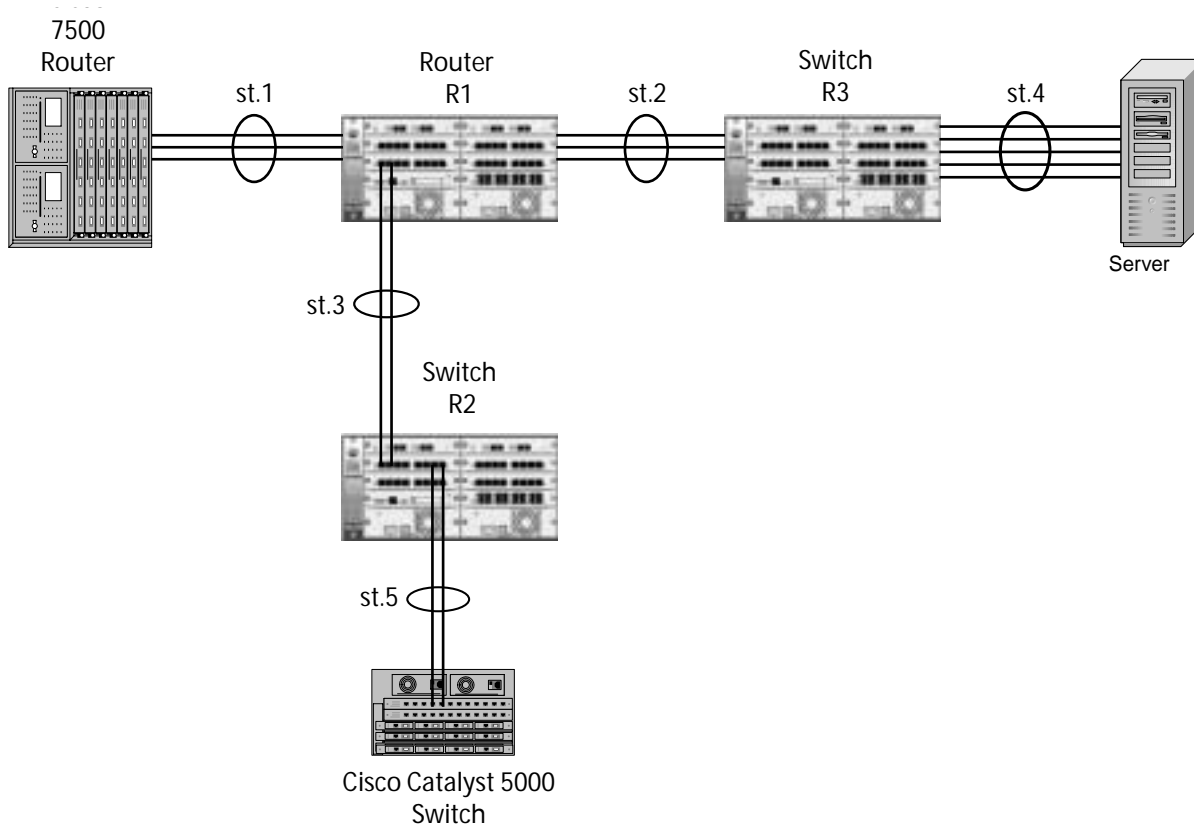 7500
Router
Router
R1
Switch
R3
st.1
st.2
st.4
Server
st.3
Switch
R2
st.5
Cisco Catalyst 5000
Switch